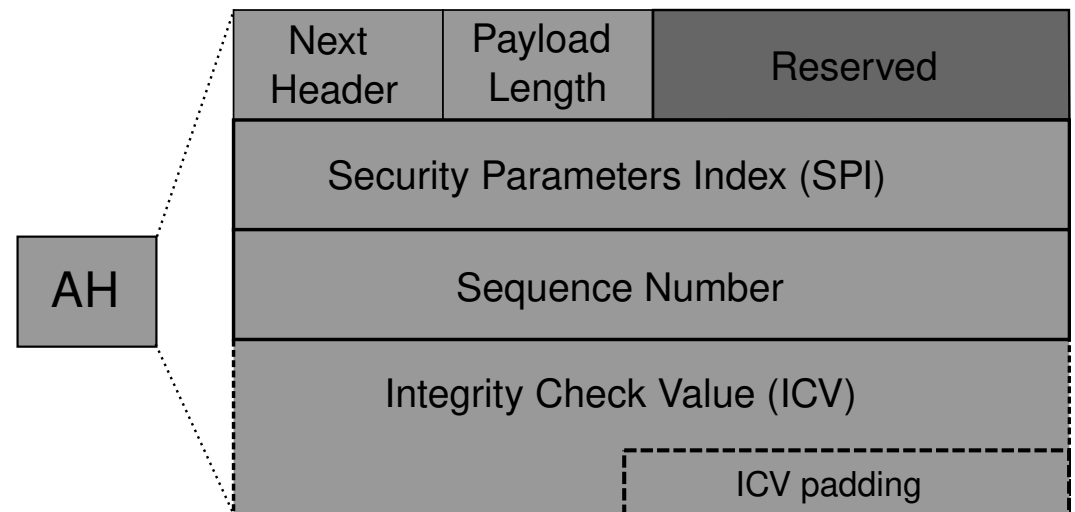 Next
Header
Payload
Length
Reserved
Security Parameters Index (SPI)
AH
Sequence Number
Integrity Check Value (ICV)
ICV padding